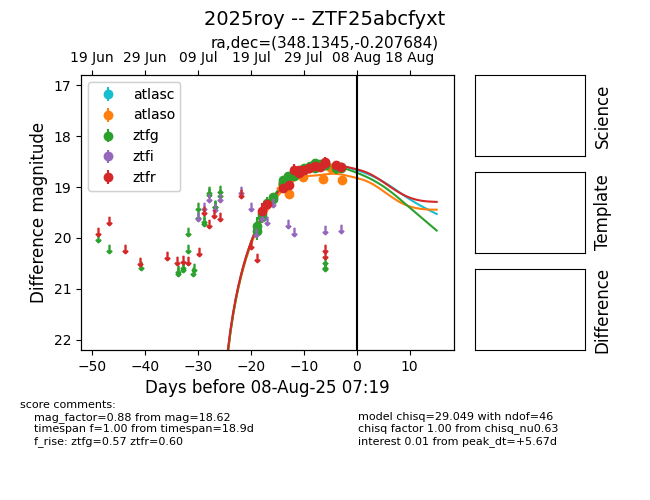 2025roy -- ZTF25abcfyxt
ra,dec=(348.1345,-0.207684)
19 Jun 29 Jun 09 Jul 19 Jul 29 Jul 08 Aug 18 Aug
17
18
19
20
21
22
Difference magnitude
atlasc
atlaso
ztfg
ztfi
ztfr
−50 −40 −30 −20 −10 0 10
Days before 08-Aug-25 07:19
Science
Template
Difference
score comments:
mag_factor=0.88 from mag=18.62
timespan f=1.00 from timespan=18.9d
f_rise: ztfg=0.57 ztfr=0.60
model chisq=29.049 with ndof=46
chisq factor 1.00 from chisq_nu0.63
interest 0.01 from peak_dt=+5.67d